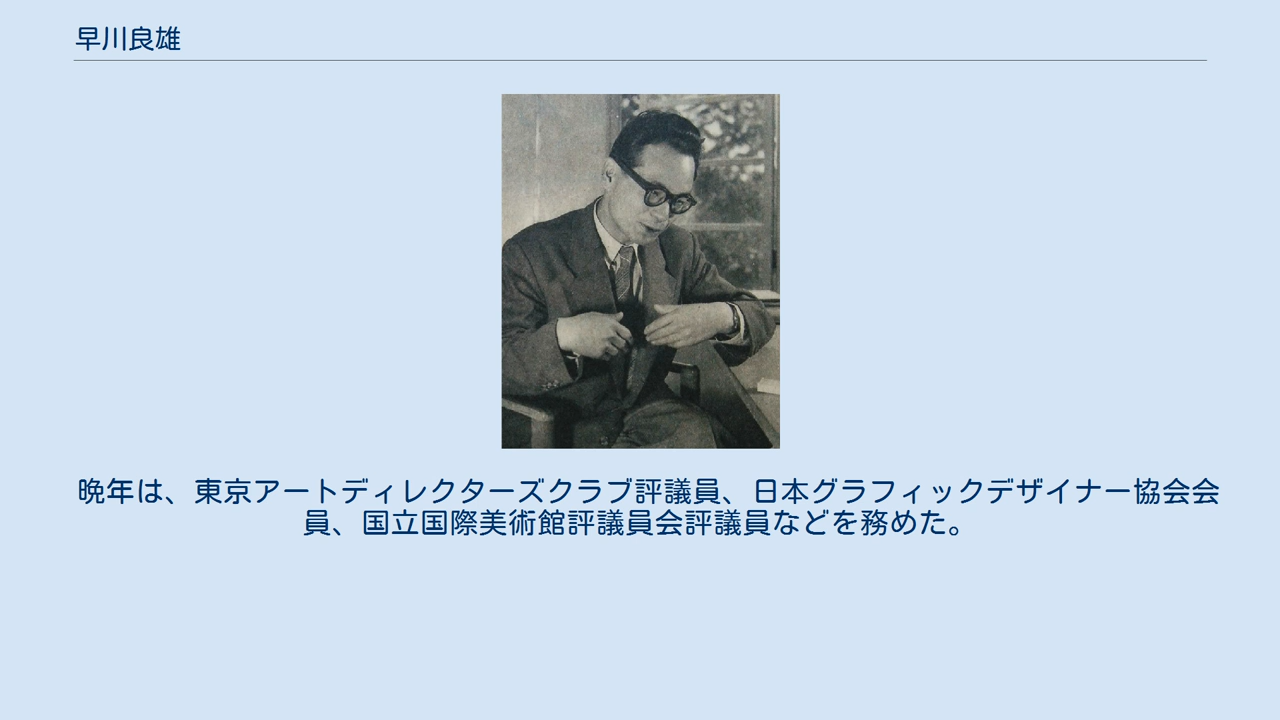 早川良雄
晩年は、東京アートディレクターズクラブ評議員、日本グラフィックデザイナー協会会
員、国立国際美術館評議員会評議員などを務めた。